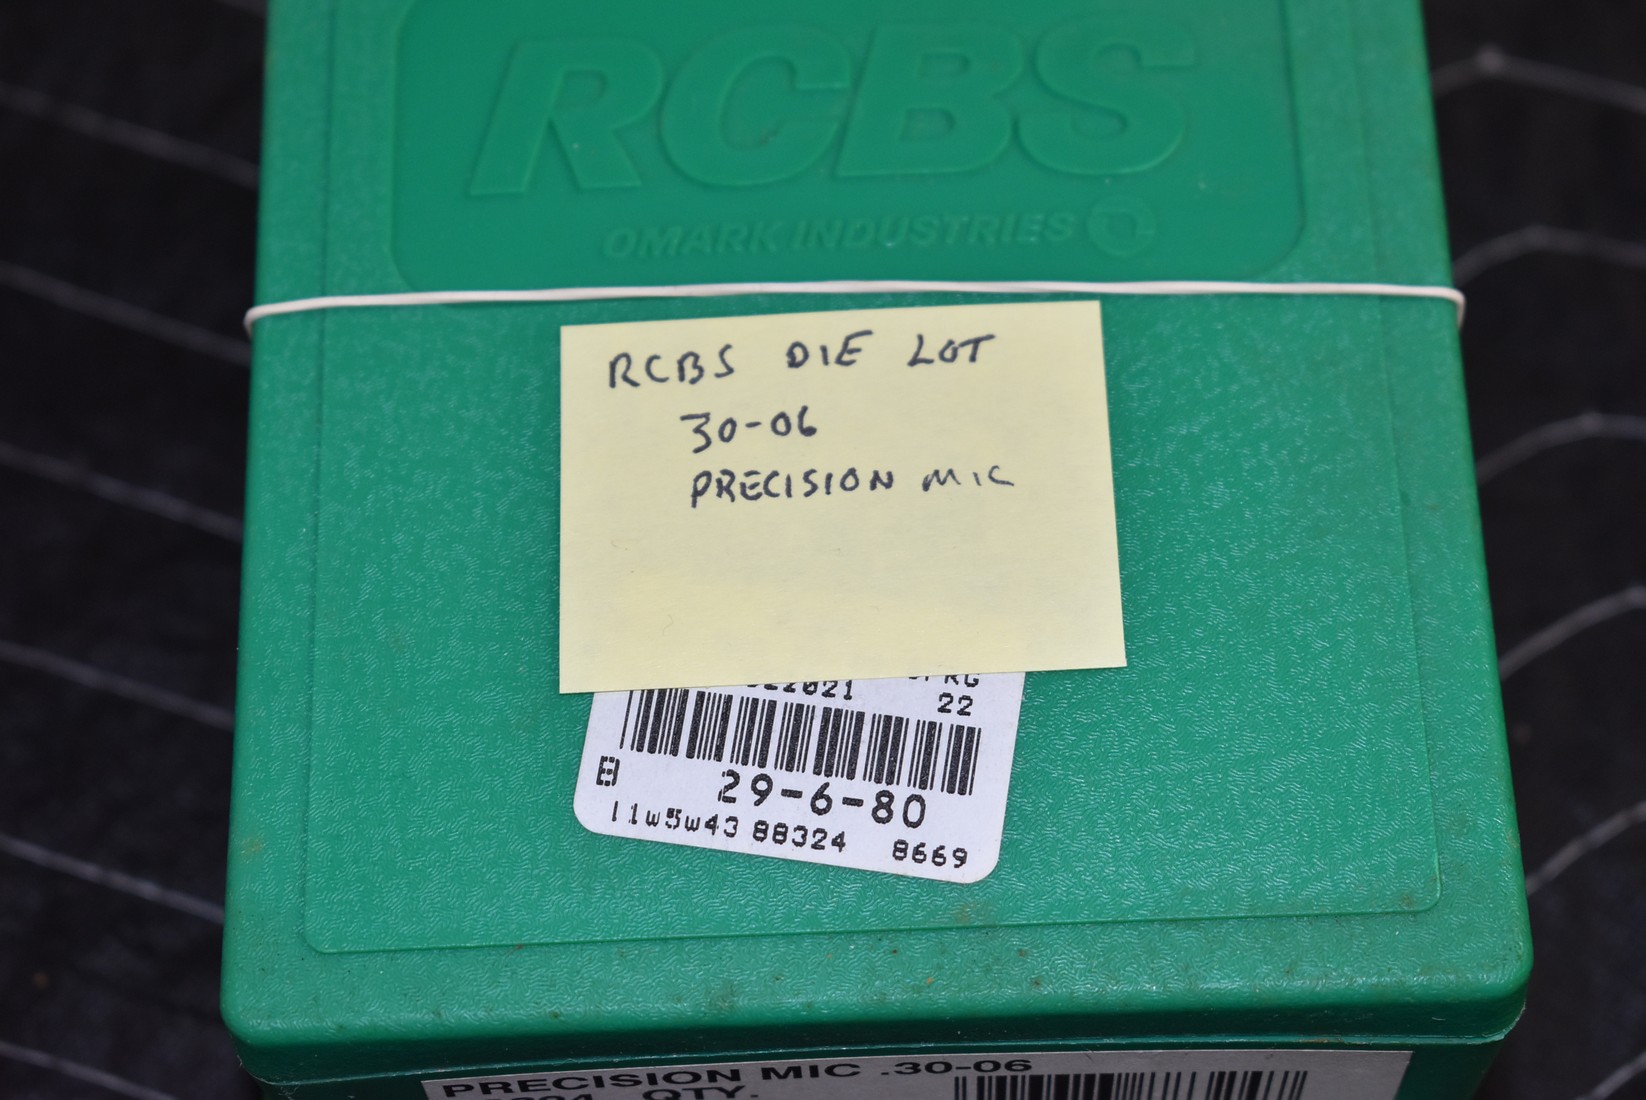 RCBS
OMARK INDUSTRIES
RCBS DIE LOT
30-06
PRECISION MIC
22
29-6-80
11w5w43 88324 8669
PRECISION MIC .30-06
QTY.